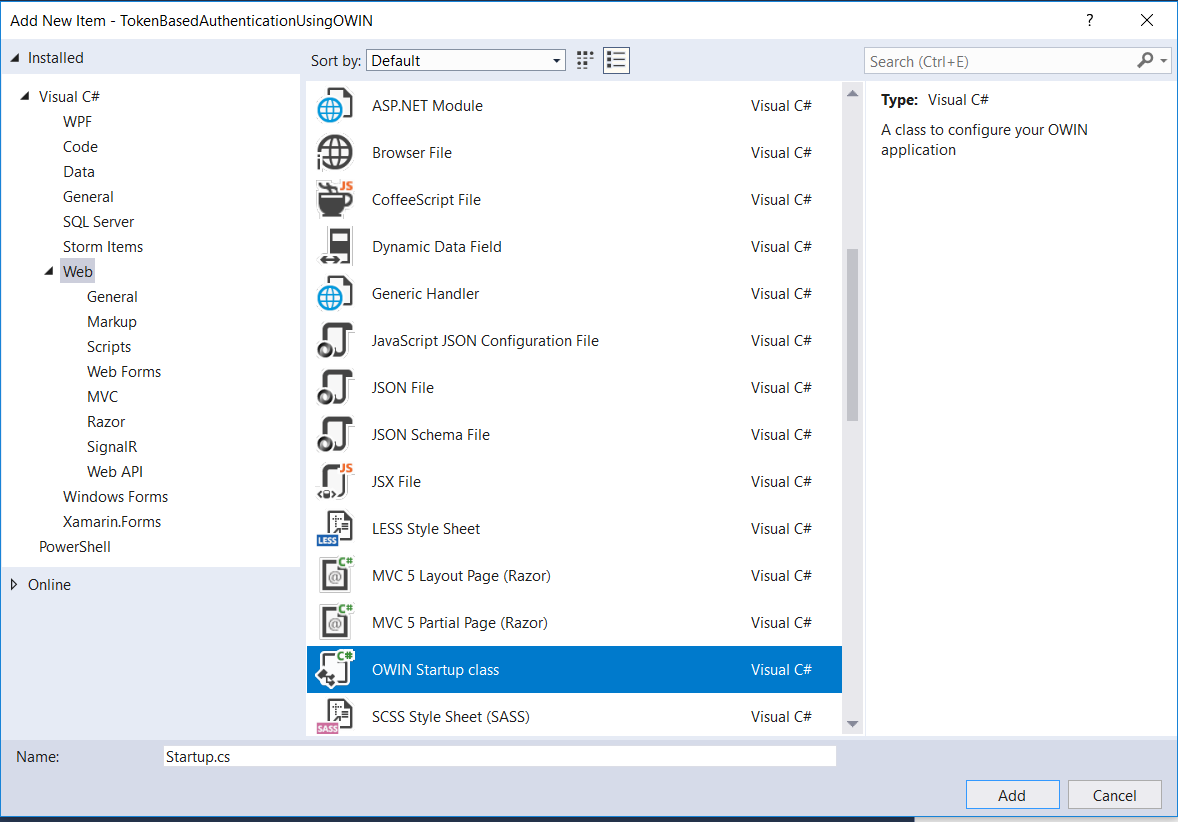 Add New Item - TokenBasedAuthenticationUsingOWIN
?
Installed
Sort by: Default
Search (Ctrl+E)
Visual C#
WPF
Code
Data
General
SQL Server
Storm Items
Web
General
Markup
Scripts
Web Forms
MVC
Razor
SignalR
Web API
Windows Forms
Xamarin.Forms
PowerShell
Online
ASP.NET Module Visual C#
Browser File Visual C#
JS
CoffeeScript File Visual C#
Dynamic Data Field Visual C#
Generic Handler Visual C#
JavaScript JSON Configuration File Visual C#
JSON File Visual C#
JSON Schema File Visual C#
JS
JSX File Visual C#
LESS
LESS Style Sheet Visual C#
C#
@
MVC 5 Layout Page (Razor) Visual C#
C#
@
MVC 5 Partial Page (Razor) Visual C#
C#
OWIN Startup class Visual C#
SASS
SCSS Style Sheet (SASS) Visual C#
Type: Visual C#
A class to configure your OWIN
application
Name: Startup.cs
Add Cancel